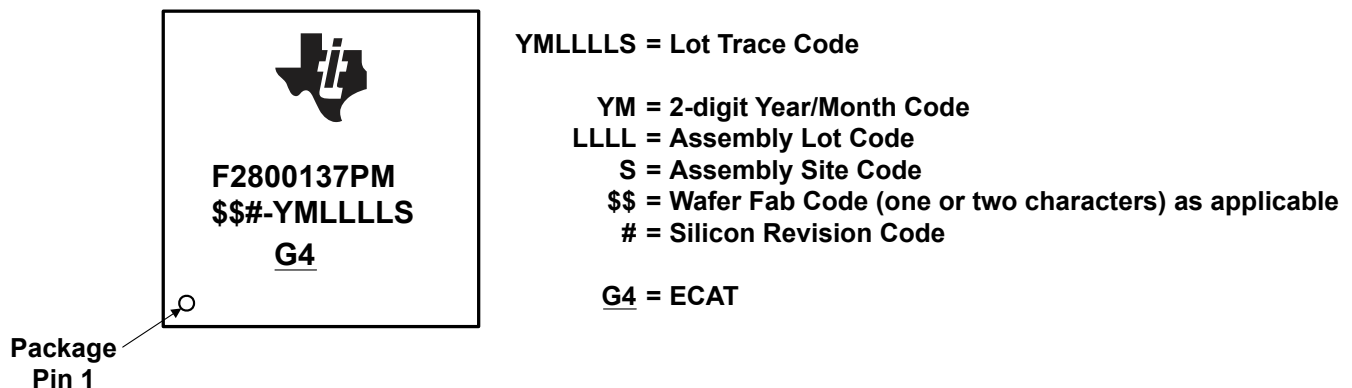 F2800137PM
$$#-YMLLLLS
G4
Package
Pin 1
YMLLLLS = Lot Trace Code
YM = 2-digit Year/Month Code
LLLL = Assembly Lot Code
S = Assembly Site Code
$$ = Wafer Fab Code (one or two characters) as applicable
# = Silicon Revision Code
G4 = ECAT